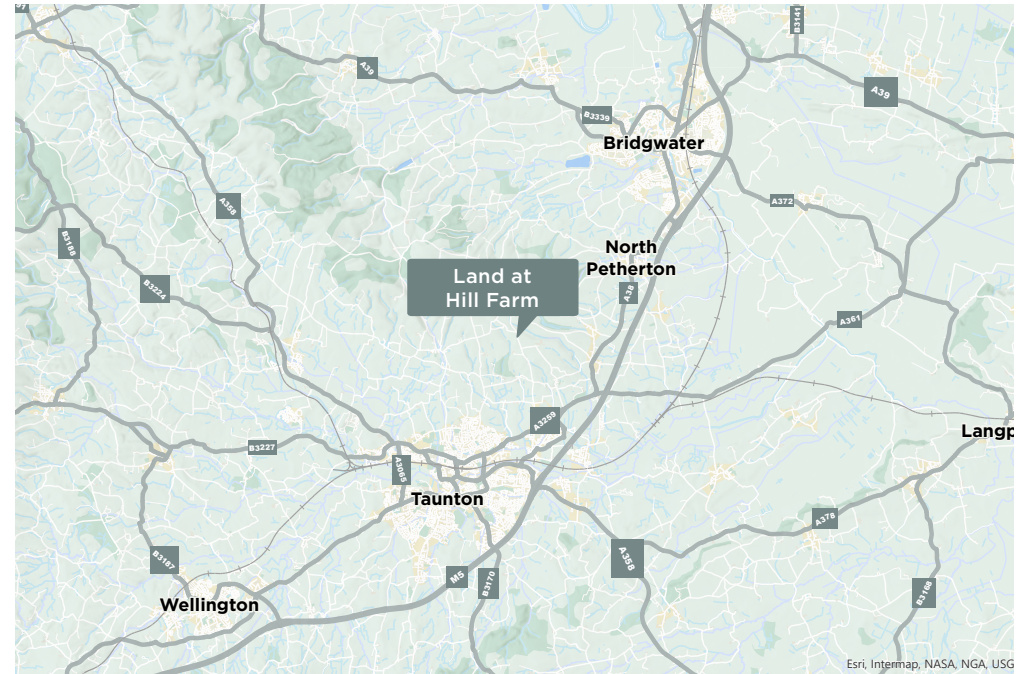 B3141
A39
A39
B3339
Bridgwater
A358
A372
B3188
North
Petherton
Land at
Hill Farm
B3224
A38
A361
A3259
Langp
B3227
A3065
Taunton
A378
B3187
M5
B3170
A358
B3168
Wellington
Esri, Intermap, NASA, NGA, USG